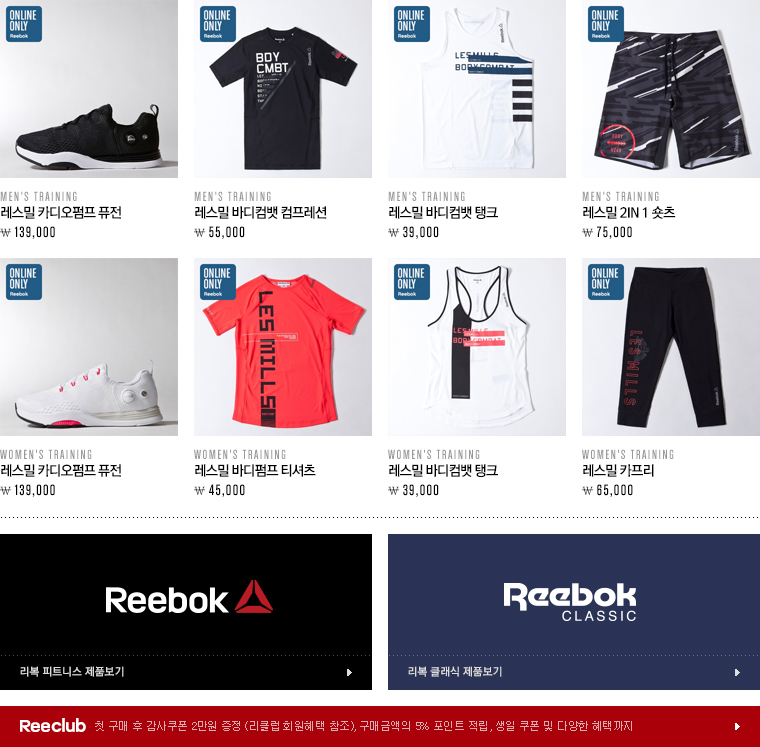 ONLINE
ONLY
Reebok
ONLINE
ONLY
Reebok
ONLINE
ONLY
Reebok
ONLINE
ONLY
Reebok
BDY
CMBT
Reebok
LESMILLS
BODYCOMBAT
MEN'S TRAINING
레스밀 카디오펌프 퓨전
₩ 139,000
MEN'S TRAINING
레스밀 바디컴뱃 컴프레션
₩ 55,000
MEN'S TRAINING
레스밀 바디컴뱃 탱크
₩ 39,000
MEN'S TRAINING
레스밀 2IN 1 숏츠
₩ 75,000
ONLINE
ONLY
Reebok
ONLINE
ONLY
Reebok
ONLINE
ONLY
Reebok
ONLINE
ONLY
Reebok
LES MILLS
LESMILLS
BODYCOMBAT
LES MILLS
WOMEN'S TRAINING
레스밀 카디오펌프 퓨전
₩ 139,000
WOMEN'S TRAINING
레스밀 바디펌프 티셔츠
₩ 45,000
WOMEN'S TRAINING
레스밀 바디컴뱃 탱크
₩ 39,000
WOMEN'S TRAINING
레스밀 카프리
₩ 65,000
Reebok
리복 피트니스 제품보기
Reebok
CLASSIC
리복 클래식 제품보기
Reeclub 첫 구매 후 감사쿠폰 2만원 증정 (리클럽 회원혜택 참조), 구매금액의 5% 포인트 적립, 생일 쿠폰 및 다양한 혜택까지